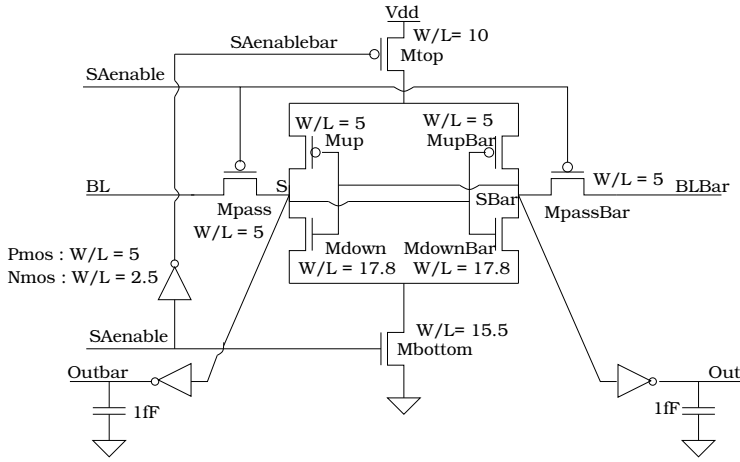 Vdd
W/L= 10
SAenablebar
Mtop
SAenable
W/L = 5
W/L = 5
Mup
MupBar
BL
S
SBar
W/L = 5
BLBar
Mpass
MpassBar
W/L = 5
Mdown
MdownBar
W/L = 17.8
W/L = 17.8
Pmos : W/L = 5
Nmos : W/L = 2.5
SAenable
W/L= 15.5
Mbottom
Outbar
Out
1fF
1fF